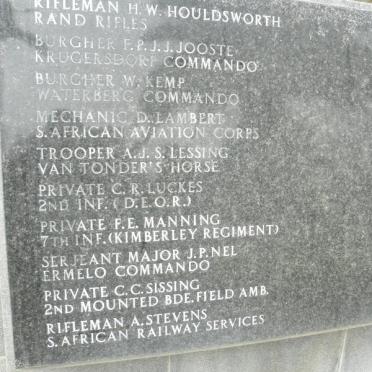 RIFLEMAN H.W. HOULDSWORTH
RAND RIFLES
BURGHER F.P.J.J. JOOSTE
KRUGERSDORF COMMANDO
BURGHER W. KEMP
WATERBERG COMMANDO
MECHANIC D. LAMBERT
S. AFRICAN AVIATION CORPS
TROOPER A.J.S. LESSING
VAN TONDER'S HORSE
PRIVATE C.R. LUCKES
2ND INF. (D.E.O.R.)
PRIVATE F.E. MANNING
7TH INF. (KIMBERLEY REGIMENT)
SERJEANT MAJOR J.P. NEL
ERMELO COMMANDO
PRIVATE C.C. SISSING
2ND MOUNTED BDE. FIELD AMB.
RIFLEMAN A. STEVENS
S. AFRICAN RAILWAY SERVICES